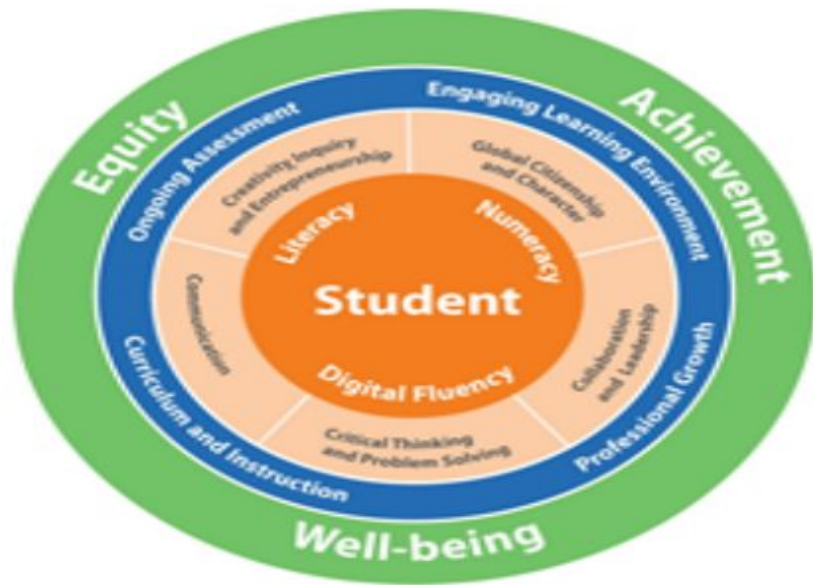 Equity
Achievement
Well-being
Ongoing Assessment
Engaging Learning Environment
Curriculum and Instruction
Professional Growth
Creativity Inquiry
and Entrepreneurship
Global Citizenship
and Character
Communication
Collaboration
and Leadership
Critical Thinking
and Problem Solving
Literacy
Numeracy
Student
Digital Fluency